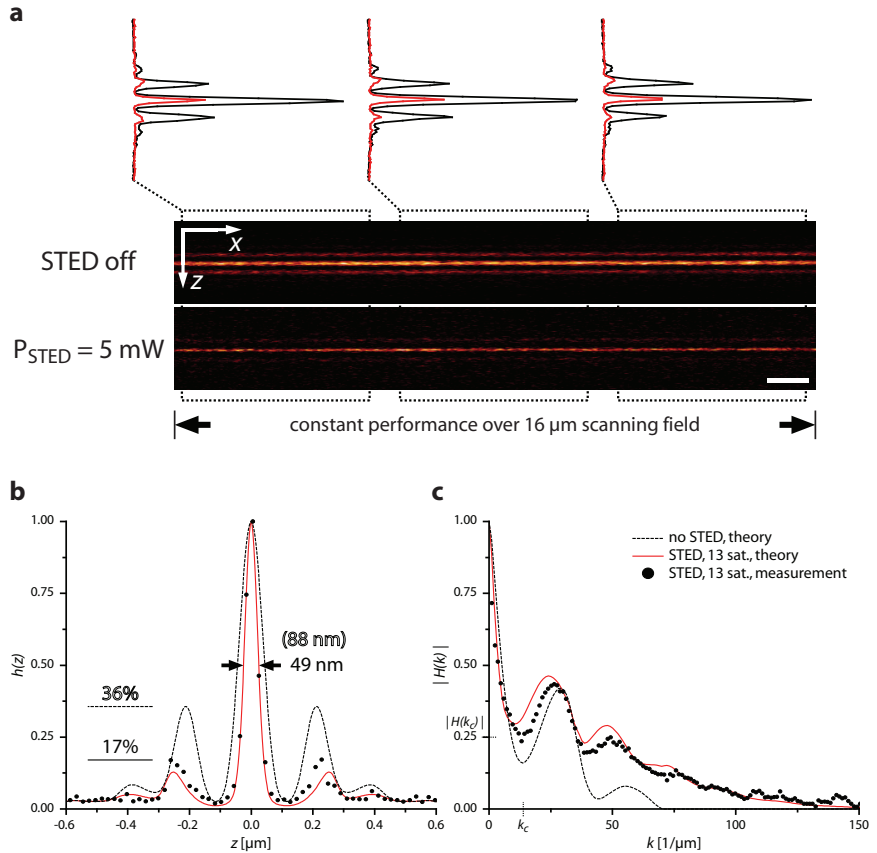 a
STED off
x
z
P_STED = 5 mW
constant performance over 16 μm scanning field
b
c
1.00
0.75
0.50
0.25
0.00
h(z)
36%
17%
(88 nm)
49 nm
-0.6
-0.4
-0.2
0.0
0.2
0.4
0.6
z [μm]
1.00
0.75
0.50
0.25
0.00
| H(k) |
|H(k_c) |
no STED, theory
STED, 13 sat., theory
STED, 13 sat., measurement
0
k_c
50
100
150
k [1/μm]